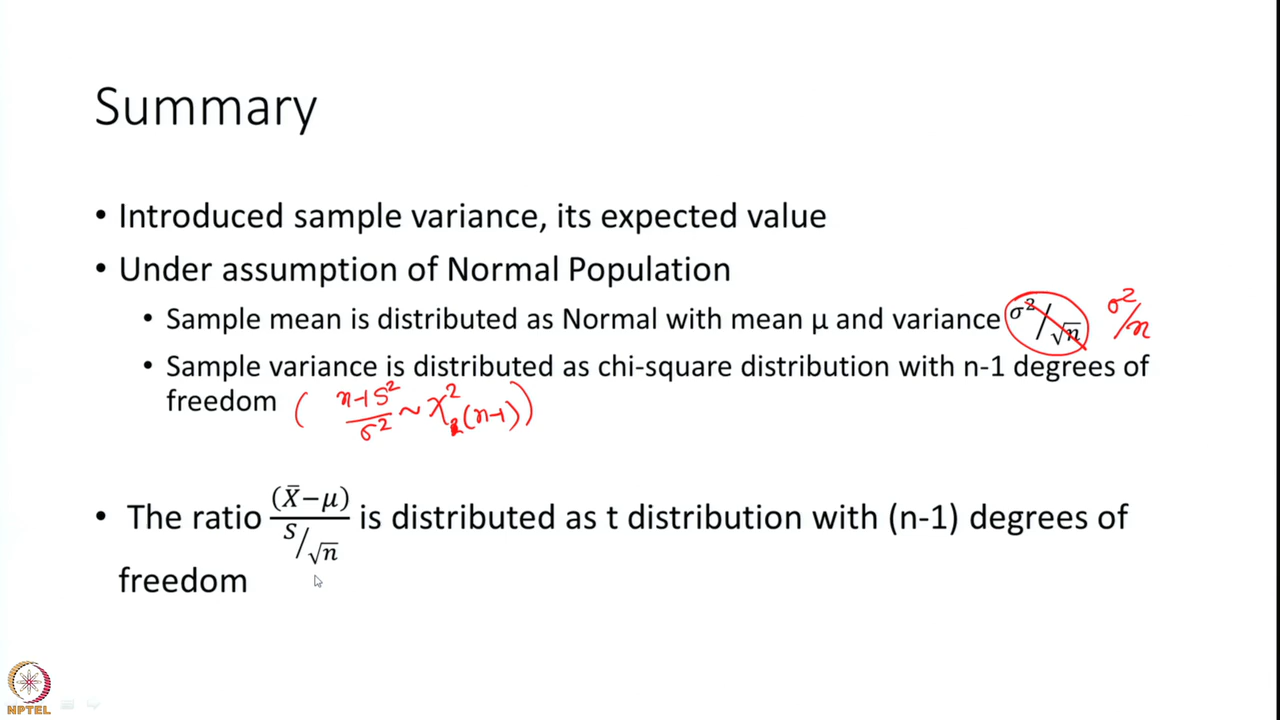 Summary
• Introduced sample variance, its expected value
• Under assumption of Normal Population
• Sample mean is distributed as Normal with mean μ and variance σ²/√n σ²/n
• Sample variance is distributed as chi-square distribution with n-1 degrees of
freedom ( n-1 S²/σ² ~ χ² (n-1) )
• The ratio (X̄−μ)/(S/√n) is distributed as t distribution with (n-1) degrees of
freedom
NPTEL